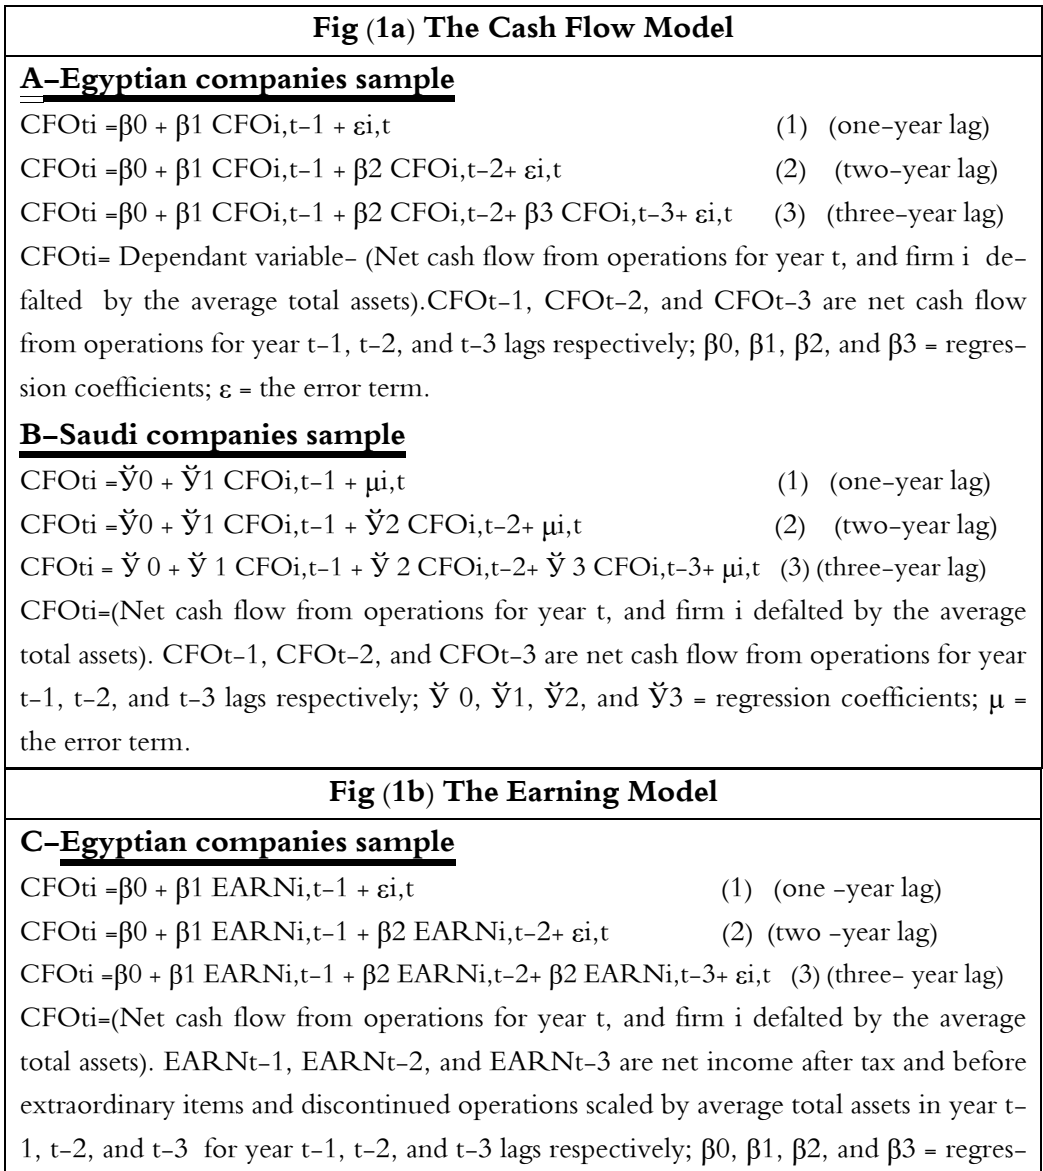 Fig (1a) The Cash Flow Model
A–Egyptian companies sample
CFOti =β0 + β1 CFOi,t–1 + εi,t (1) (one–year lag)
CFOti =β0 + β1 CFOi,t–1 + β2 CFOi,t–2+ εi,t (2) (two–year lag)
CFOti =β0 + β1 CFOi,t–1 + β2 CFOi,t–2+ β3 CFOi,t–3+ εi,t (3) (three–year lag)
CFOti= Dependant variable– (Net cash flow from operations for year t, and firm i de–
falted by the average total assets).CFOt–1, CFOt–2, and CFOt–3 are net cash flow
from operations for year t–1, t–2, and t–3 lags respectively; β0, β1, β2, and β3 = regres–
sion coefficients; ε = the error term.
B–Saudi companies sample
CFOti =Ў0 + Ў1 CFOi,t–1 + μi,t (1) (one–year lag)
CFOti =Ў0 + Ў1 CFOi,t–1 + Ў2 CFOi,t–2+ μi,t (2) (two–year lag)
CFOti = Ў 0 + Ў 1 CFOi,t–1 + Ў 2 CFOi,t–2+ Ў 3 CFOi,t–3+ μi,t (3) (three–year lag)
CFOti=(Net cash flow from operations for year t, and firm i defalted by the average
total assets). CFOt–1, CFOt–2, and CFOt–3 are net cash flow from operations for year
t–1, t–2, and t–3 lags respectively; Ў 0, Ў1, Ў2, and Ў3 = regression coefficients; μ =
the error term.
Fig (1b) The Earning Model
C–Egyptian companies sample
CFOti =β0 + β1 EARNi,t–1 + εi,t (1) (one –year lag)
CFOti =β0 + β1 EARNi,t–1 + β2 EARNi,t–2+ εi,t (2) (two –year lag)
CFOti =β0 + β1 EARNi,t–1 + β2 EARNi,t–2+ β2 EARNi,t–3+ εi,t (3) (three– year lag)
CFOti=(Net cash flow from operations for year t, and firm i defalted by the average
total assets). EARNt–1, EARNt–2, and EARNt–3 are net income after tax and before
extraordinary items and discontinued operations scaled by average total assets in year t–
1, t–2, and t–3 for year t–1, t–2, and t–3 lags respectively; β0, β1, β2, and β3 = regres–